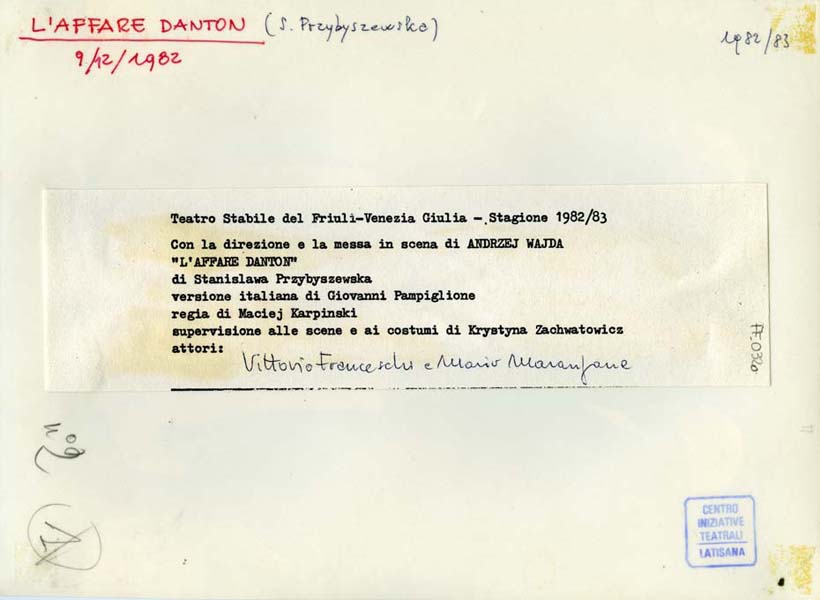 L'AFFARE DANTON (S. Przybyszewska)
9/12/1982
1982/83
Teatro Stabile del Friuli-Venezia Giulia - Stagione 1982/83
Con la direzione e la messa in scena di ANDRZEJ WAJDA
"L'AFFARE DANTON"
di Stanislawa Przybyszewska
versione italiana di Giovanni Pampiglione
regia di Maciej Karpinski
supervisione alle scene e ai costumi di Krystyna Zachwatowicz
attori: Vittorio Franceschi e Mario Maranzana
CENTRO
INIZIATIVE
TEATRALI
LATISANA